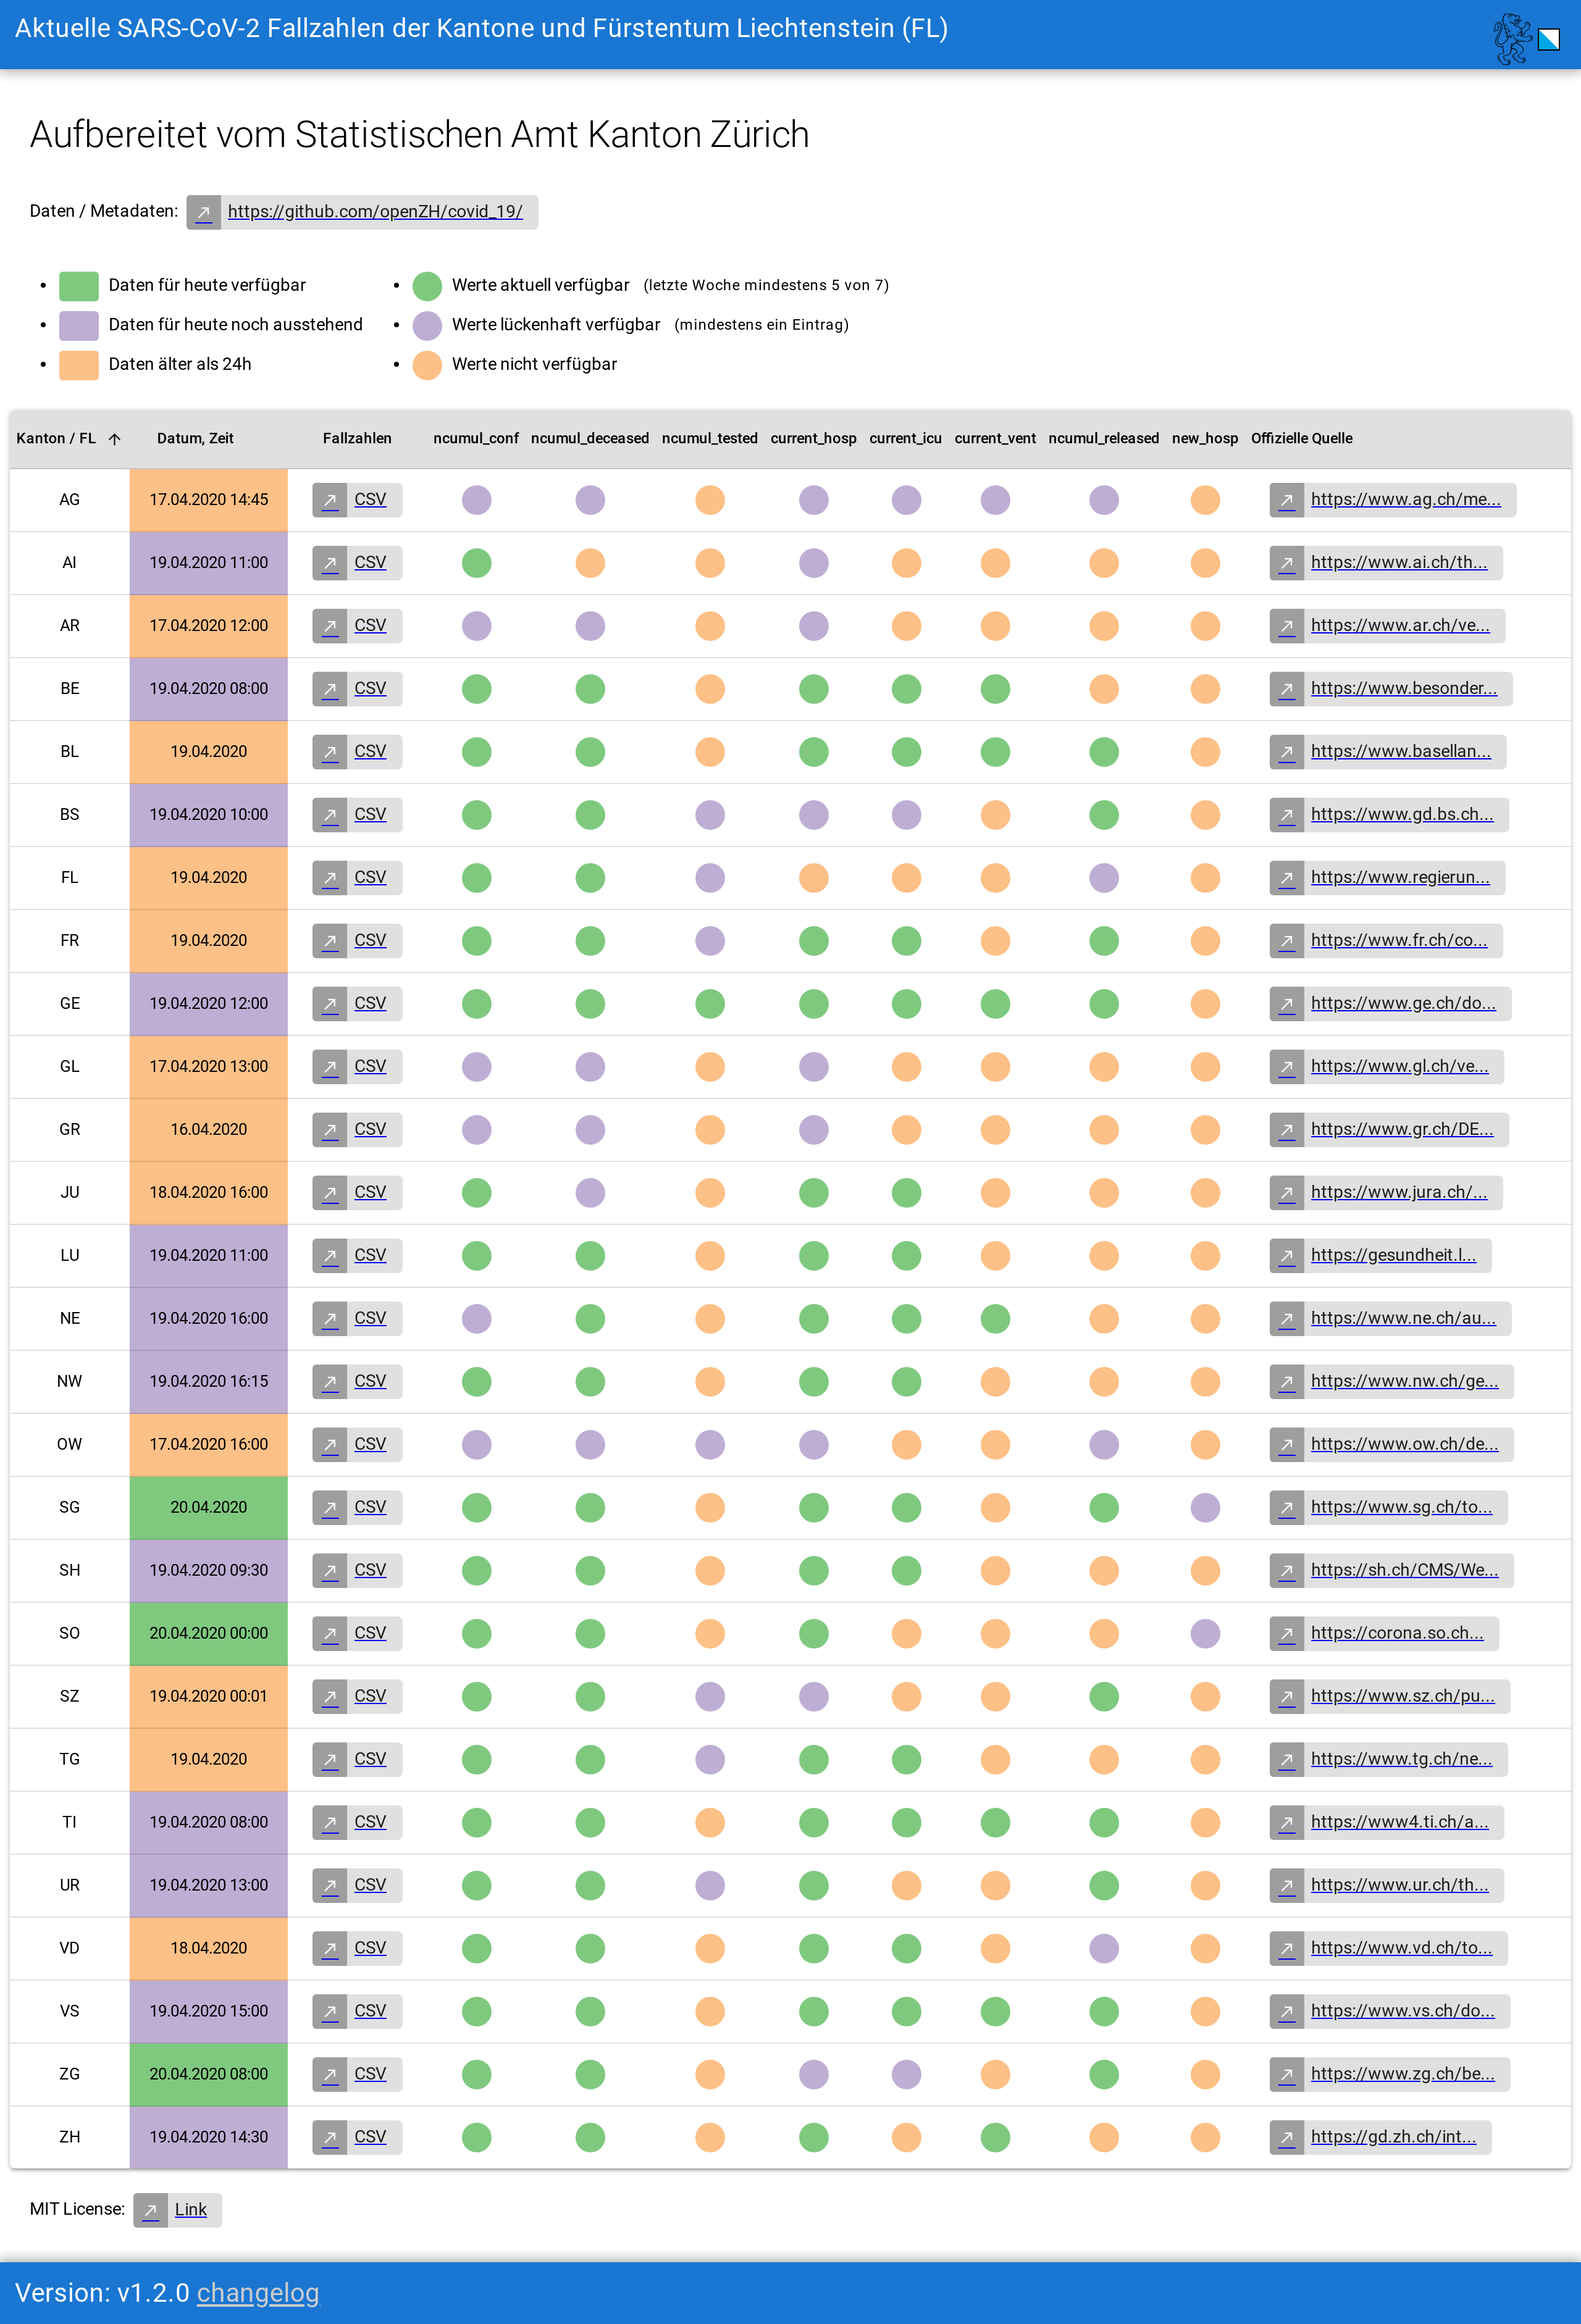 Aktuelle SARS-CoV-2 Fallzahlen der Kantone und Fürstentum Liechtenstein (FL)
Aufbereitet vom Statistischen Amt Kanton Zürich
Daten / Metadaten: https://github.com/openZH/covid_19/
Daten für heute verfügbar
Daten für heute noch ausstehend
Daten älter als 24h
Werte aktuell verfügbar (letzte Woche mindestens 5 von 7)
Werte lückenhaft verfügbar (mindestens ein Eintrag)
Werte nicht verfügbar
Kanton / FL Datum, Zeit Fallzahlen ncumul_conf ncumul_deceased ncumul_tested current_hosp current_icu current_vent ncumul_released new_hosp Offizielle Quelle
AG 17.04.2020 14:45 CSV https://www.ag.ch/me...
AI 19.04.2020 11:00 CSV https://www.ai.ch/th...
AR 17.04.2020 12:00 CSV https://www.ar.ch/ve...
BE 19.04.2020 08:00 CSV https://www.besonder...
BL 19.04.2020 CSV https://www.basellan...
BS 19.04.2020 10:00 CSV https://www.gd.bs.ch...
FL 19.04.2020 CSV https://www.regierun...
FR 19.04.2020 CSV https://www.fr.ch/co...
GE 19.04.2020 12:00 CSV https://www.ge.ch/do...
GL 17.04.2020 13:00 CSV https://www.gl.ch/ve...
GR 16.04.2020 CSV https://www.gr.ch/DE...
JU 18.04.2020 16:00 CSV https://www.jura.ch/...
LU 19.04.2020 11:00 CSV https://gesundheit.l...
NE 19.04.2020 16:00 CSV https://www.ne.ch/au...
NW 19.04.2020 16:15 CSV https://www.nw.ch/ge...
OW 17.04.2020 16:00 CSV https://www.ow.ch/de...
SG 20.04.2020 CSV https://www.sg.ch/to...
SH 19.04.2020 09:30 CSV https://sh.ch/CMS/We...
SO 20.04.2020 00:00 CSV https://corona.so.ch...
SZ 19.04.2020 00:01 CSV https://www.sz.ch/pu...
TG 19.04.2020 CSV https://www.tg.ch/ne...
TI 19.04.2020 08:00 CSV https://www4.ti.ch/a...
UR 19.04.2020 13:00 CSV https://www.ur.ch/th...
VD 18.04.2020 CSV https://www.vd.ch/to...
VS 19.04.2020 15:00 CSV https://www.vs.ch/do...
ZG 20.04.2020 08:00 CSV https://www.zg.ch/be...
ZH 19.04.2020 14:30 CSV https://gd.zh.ch/int...
MIT License: Link
Version: v1.2.0 changelog